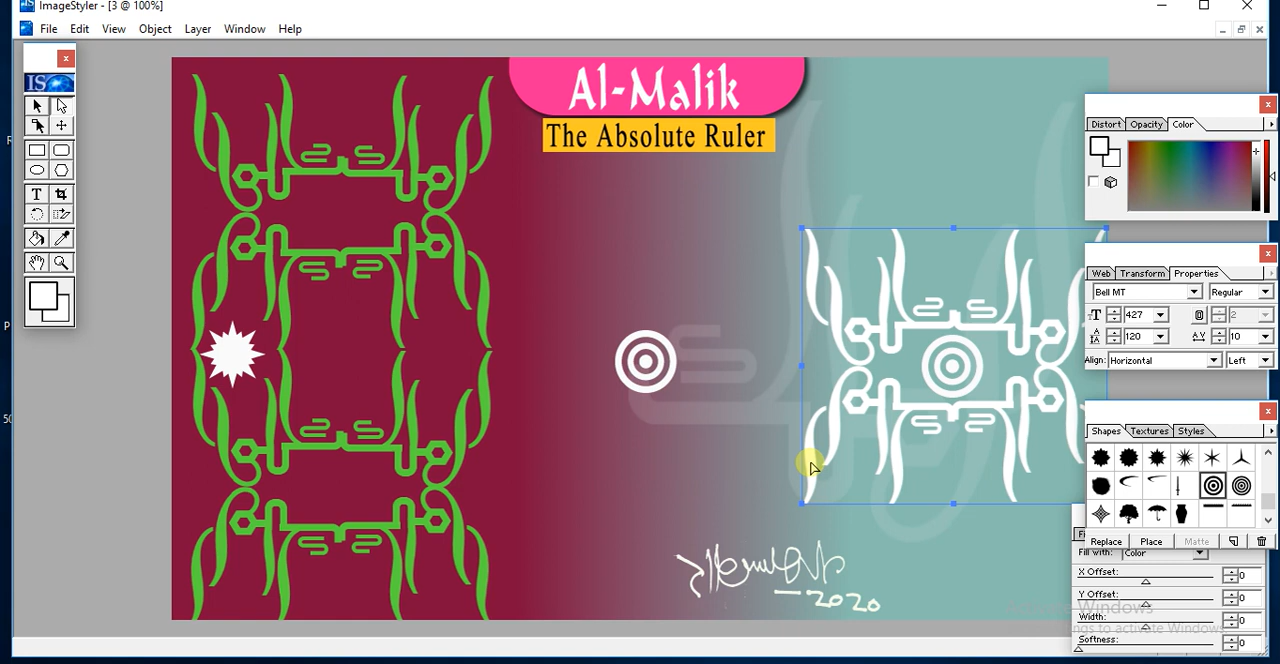 ImageStyler - [3 @ 100%]
File Edit View Object Layer Window Help
IS
Al-Malik
The Absolute Ruler
2020
Distort Opacity Color
Web Transform Properties
Bell MT Regular
427 2
120 10
Align: Horizontal Left
Shapes Textures Styles
Replace Place Matte
Fill with: Color
X Offset: 0
Y Offset: 0
Width: 0
Softness: 0